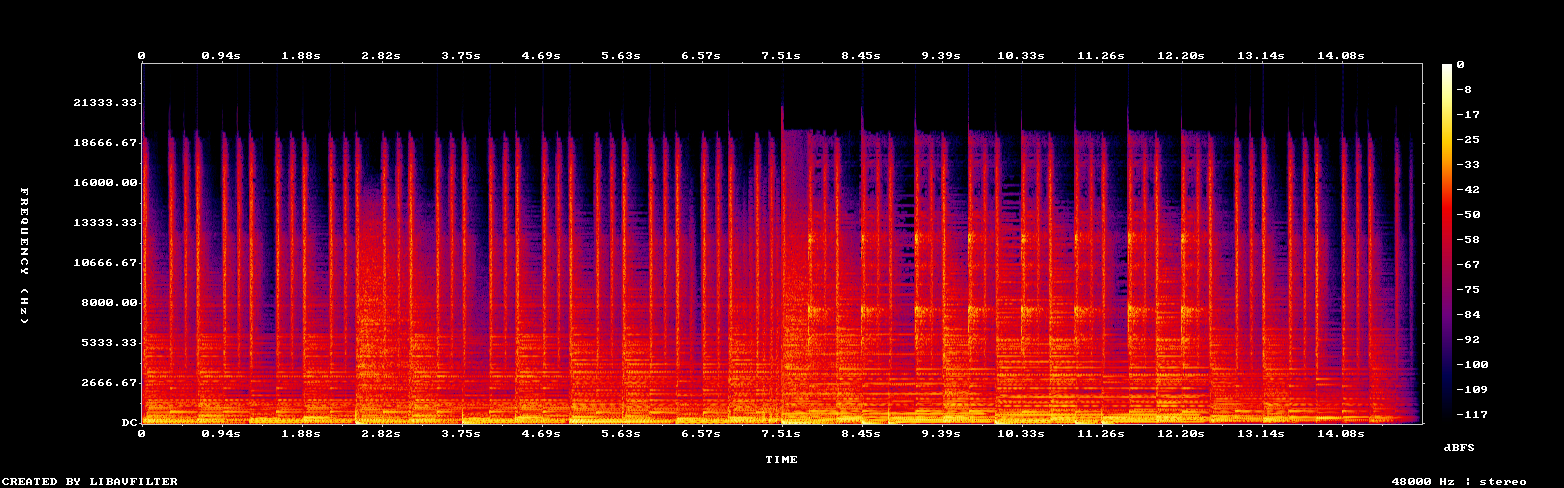 0 0.94s 1.88s 2.82s 3.75s 4.69s 5.63s 6.57s 7.51s 8.45s 9.39s 10.33s 11.26s 12.20s 13.14s 14.08s
21333.33
18666.67
16000.00
13333.33
10666.67
8000.00
5333.33
2666.67
DC
FREQUENCY (Hz)
0
-8
-17
-25
-33
-42
-50
-58
-67
-75
-84
-92
-100
-109
-117
dBFS
0 0.94s 1.88s 2.82s 3.75s 4.69s 5.63s 6.57s 7.51s 8.45s 9.39s 10.33s 11.26s 12.20s 13.14s 14.08s
TIME
CREATED BY LIBAVFILTER
48000 Hz | stereo